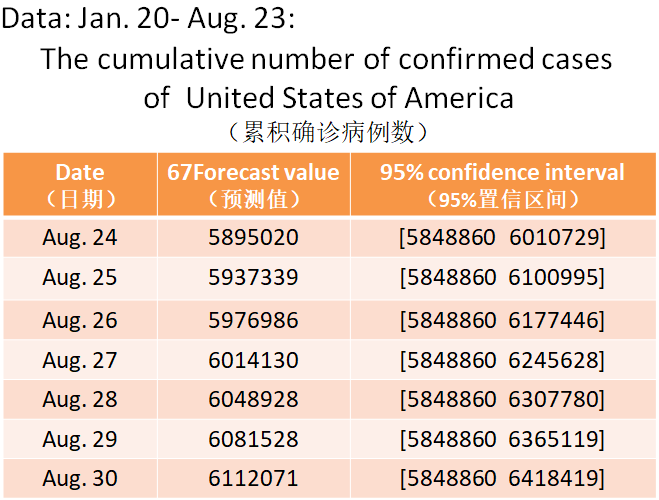 Data: Jan. 20- Aug. 23:
The cumulative number of confirmed cases
of United States of America
（累积确诊病例数）
Date 67Forecast value 95% confidence interval
（日期） （预测值） （95%置信区间）
Aug. 24 5895020 [5848860 6010729]
Aug. 25 5937339 [5848860 6100995]
Aug. 26 5976986 [5848860 6177446]
Aug. 27 6014130 [5848860 6245628]
Aug. 28 6048928 [5848860 6307780]
Aug. 29 6081528 [5848860 6365119]
Aug. 30 6112071 [5848860 6418419]